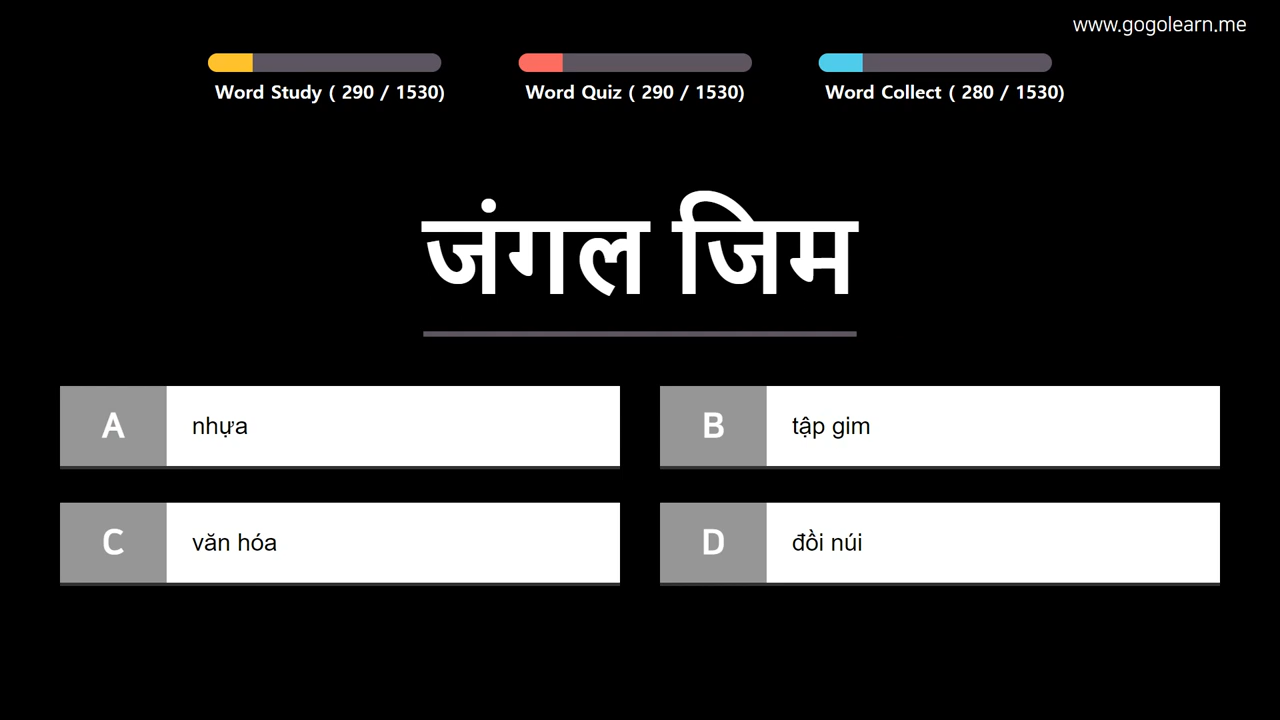 www.gogolearn.me
Word Study ( 290 / 1530)
Word Quiz ( 290 / 1530)
Word Collect ( 280 / 1530)
जंगल जिम
A nhựa
B tập gim
C văn hóa
D đồi núi